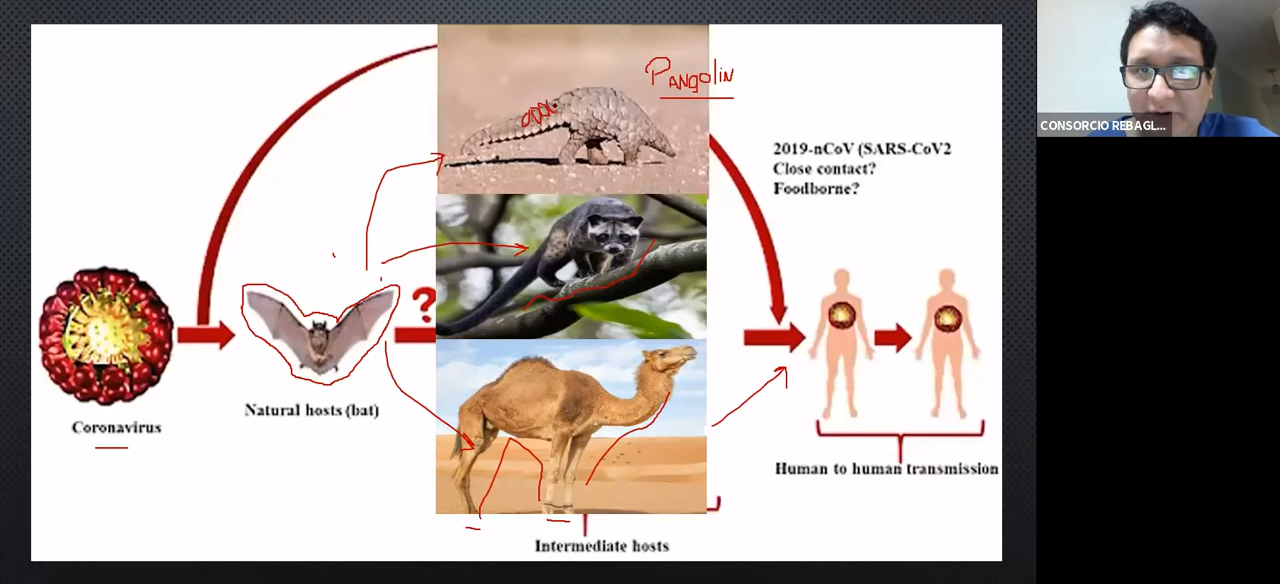 PANgolIN
2019-nCoV (SARS-CoV2
Close contact?
Foodborne?
CONSORCIO REBAGL...
?
Natural hosts (bat)
Coronavirus
Human to human transmission
Intermediate hosts